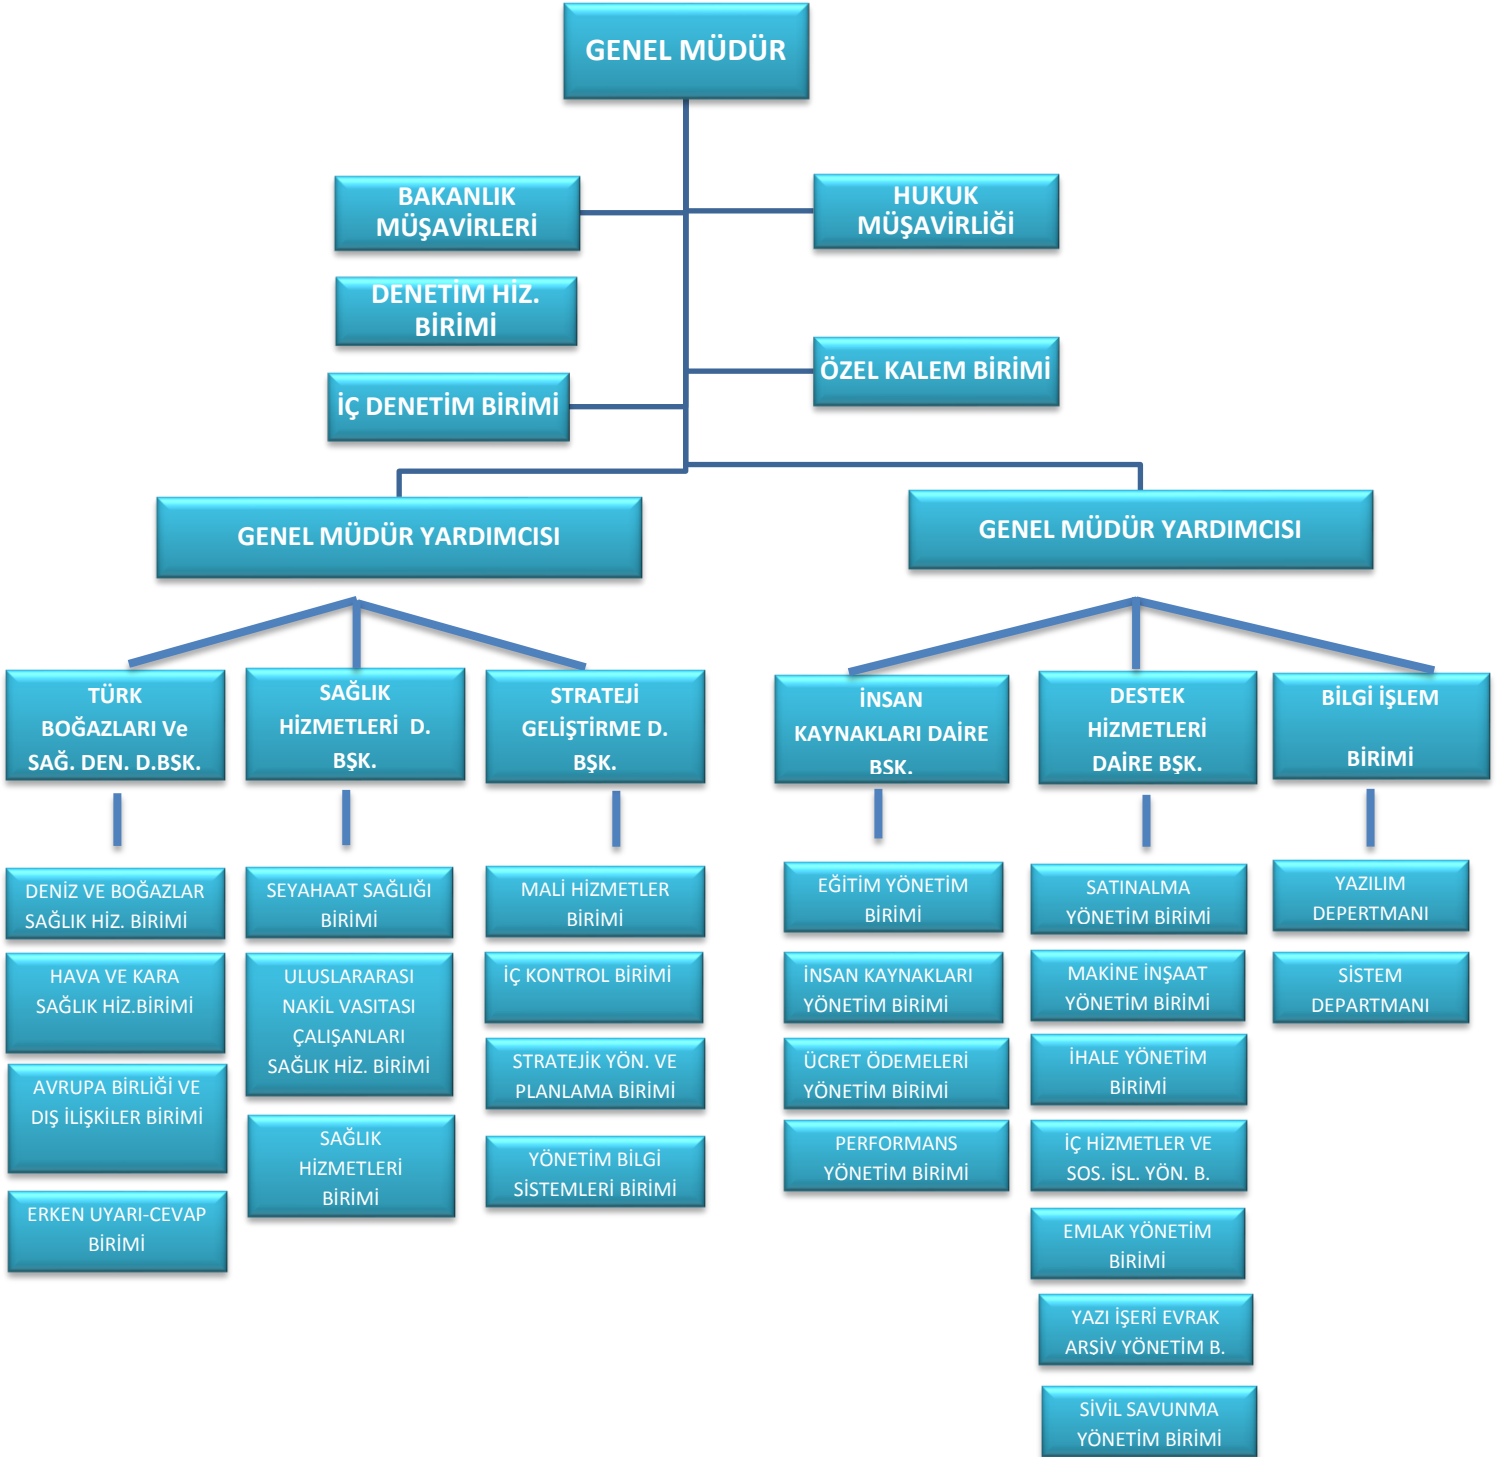 GENEL MÜDÜR
BAKANLIK
MÜŞAVİRLERİ
HUKUK
MÜŞAVİRLİĞİ
DENETİM HİZ.
BİRİMİ
ÖZEL KALEM BİRİMİ
İÇ DENETİM BİRİMİ
GENEL MÜDÜR YARDIMCISI
GENEL MÜDÜR YARDIMCISI
TÜRK
BOĞAZLARI Ve
SAĞ. DEN. D.BŞK.
SAĞLIK
HİZMETLERİ D.
BŞK.
STRATEJİ
GELİŞTİRME D.
BŞK.
İNSAN
KAYNAKLARI DAİRE
BŞK.
DESTEK
HİZMETLERİ
DAİRE BŞK.
BİLGİ İŞLEM
BİRİMİ
DENİZ VE BOĞAZLAR
SAĞLIK HİZ. BİRİMİ
HAVA VE KARA
SAĞLIK HİZ.BİRİMİ
AVRUPA BİRLİĞİ VE
DIŞ İLİŞKİLER BİRİMİ
ERKEN UYARI-CEVAP
BİRİMİ
SEYAHAAT SAĞLIĞI
BİRİMİ
ULUSLARARASI
NAKİL VASITASI
ÇALIŞANLARI
SAĞLIK HİZ. BİRİMİ
SAĞLIK
HİZMETLERİ
BİRİMİ
MALİ HİZMETLER
BİRİMİ
İÇ KONTROL BİRİMİ
STRATEJİK YÖN. VE
PLANLAMA BİRİMİ
YÖNETİM BİLGİ
SİSTEMLERİ BİRİMİ
EĞİTİM YÖNETİM
BİRİMİ
İNSAN KAYNAKLARI
YÖNETİM BİRİMİ
ÜCRET ÖDEMELERİ
YÖNETİM BİRİMİ
PERFORMANS
YÖNETİM BİRİMİ
SATINALMA
YÖNETİM BİRİMİ
MAKİNE İNŞAAT
YÖNETİM BİRİMİ
İHALE YÖNETİM
BİRİMİ
İÇ HİZMETLER VE
SOS. İŞL. YÖN. B.
EMLAK YÖNETİM
BİRİMİ
YAZI İŞERİ EVRAK
ARŞİV YÖNETİM B.
SİVİL SAVUNMA
YÖNETİM BİRİMİ
YAZILIM
DEPERTMANI
SİSTEM
DEPARTMANI